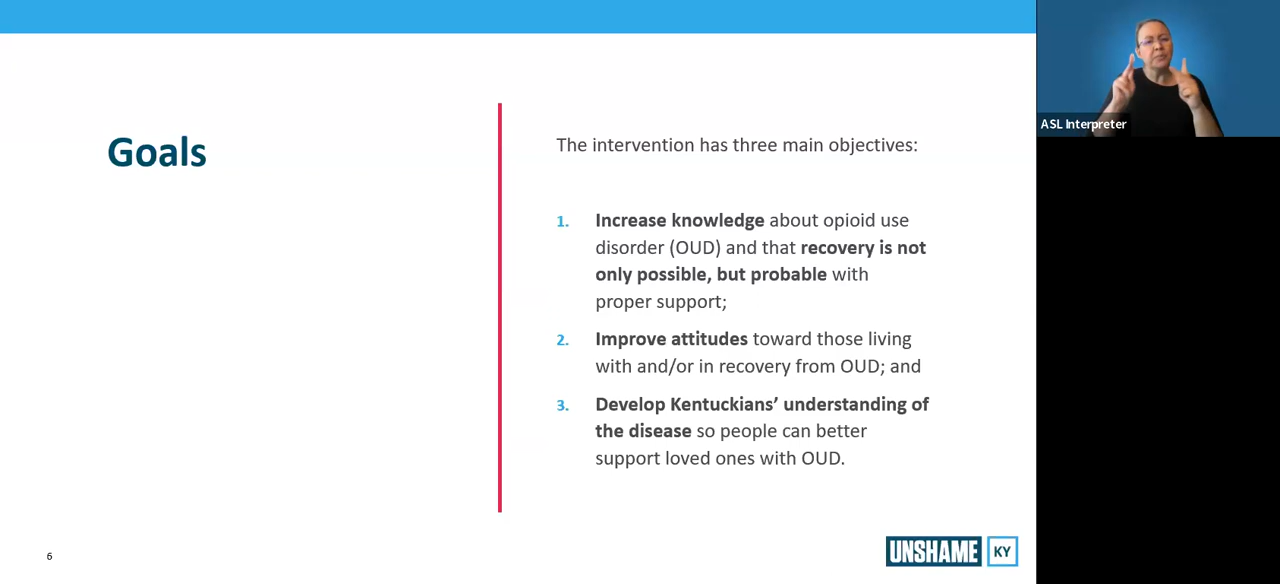 Goals
The intervention has three main objectives:
1. Increase knowledge about opioid use
disorder (OUD) and that recovery is not
only possible, but probable with
proper support;
2. Improve attitudes toward those living
with and/or in recovery from OUD; and
3. Develop Kentuckians’ understanding of
the disease so people can better
support loved ones with OUD.
6
UNSHAME KY
ASL Interpreter